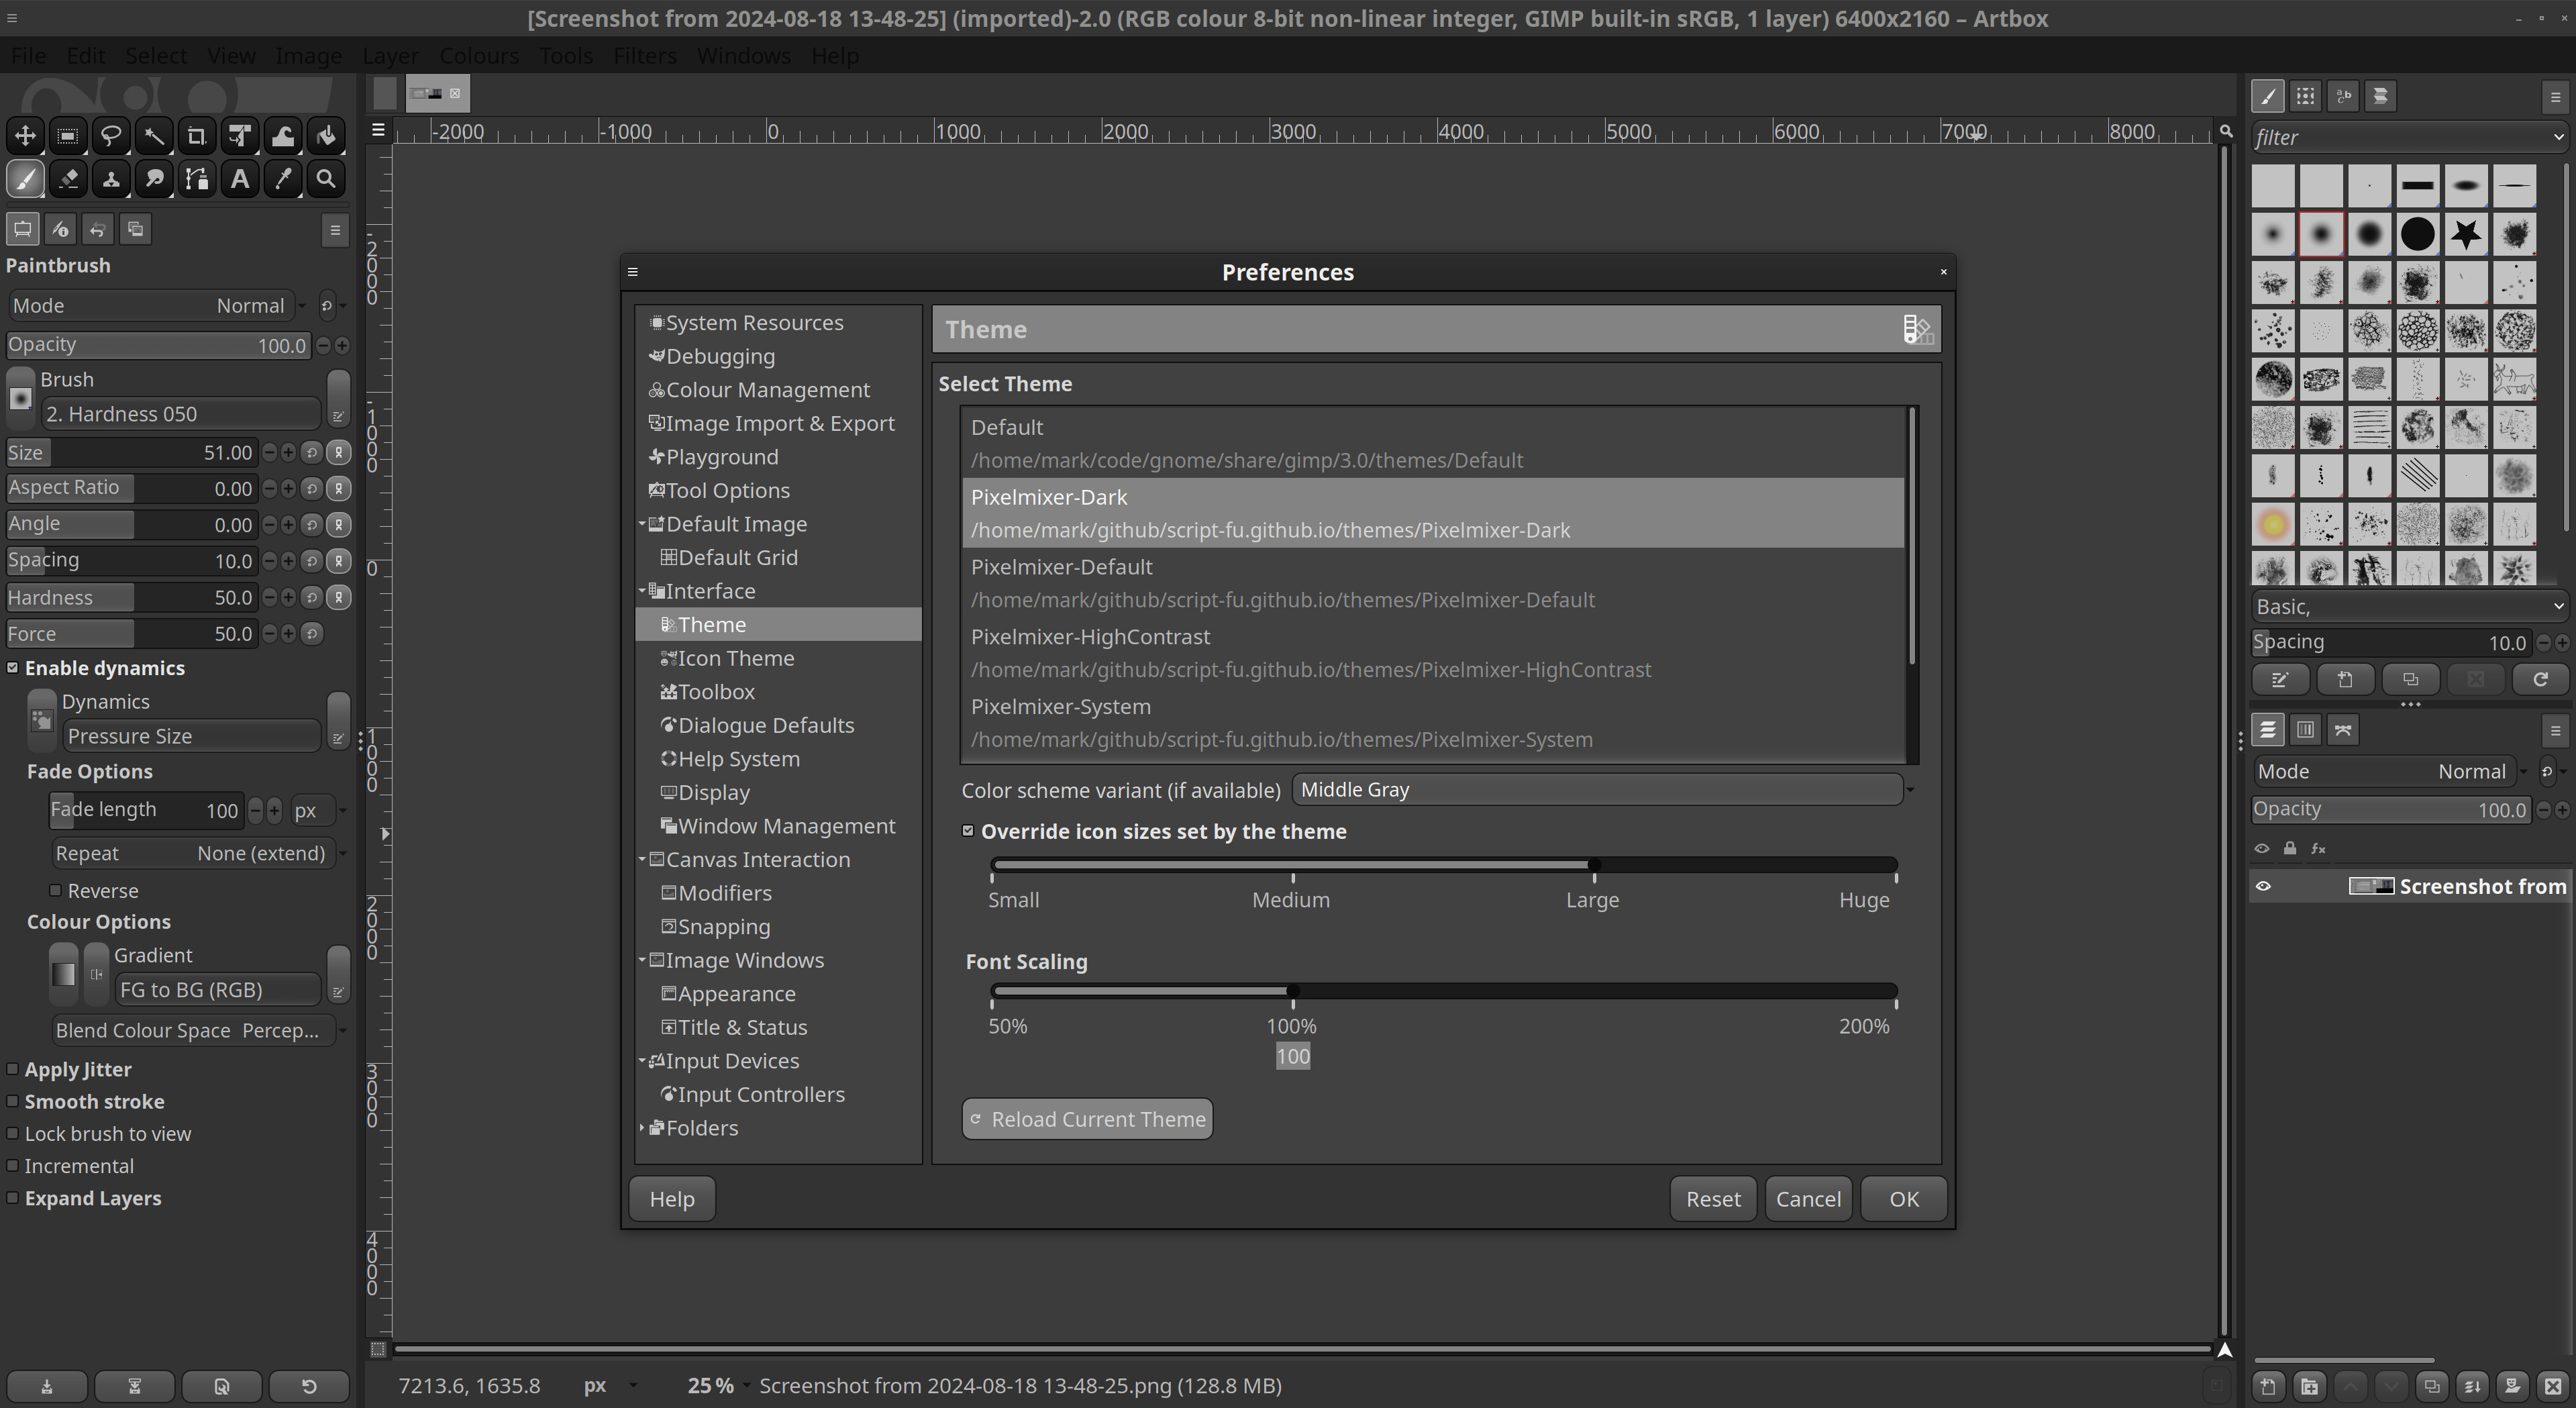 [Screenshot from 2024-08-18 13-48-25] (imported)-2.0 (RGB colour 8-bit non-linear integer, GIMP built-in sRGB, 1 layer) 6400x2160 – Artbox
File Edit Select View Image Layer Colours Tools Filters Windows Help
-2000 -1000 0 1000 2000 3000 4000 5000 6000 7000 8000
Paintbrush
Mode Normal
Opacity 100.0
Brush
2. Hardness 050
Size 51.00
Aspect Ratio 0.00
Angle 0.00
Spacing 10.0
Hardness 50.0
Force 50.0
Enable dynamics
Dynamics
Pressure Size
Fade Options
Fade length 100 px
Repeat None (extend)
Reverse
Colour Options
Gradient
FG to BG (RGB)
Blend Colour Space Percep...
Apply Jitter
Smooth stroke
Lock brush to view
Incremental
Expand Layers
-2000
-1000
0
1000
2000
3000
4000
Preferences
System Resources
Debugging
Colour Management
Image Import & Export
Playground
Tool Options
Default Image
Default Grid
Interface
Theme
Icon Theme
Toolbox
Dialogue Defaults
Help System
Display
Window Management
Canvas Interaction
Modifiers
Snapping
Image Windows
Appearance
Title & Status
Input Devices
Input Controllers
Folders
Theme
Select Theme
Default
/home/mark/code/gnome/share/gimp/3.0/themes/Default
Pixelmixer-Dark
/home/mark/github/script-fu.github.io/themes/Pixelmixer-Dark
Pixelmixer-Default
/home/mark/github/script-fu.github.io/themes/Pixelmixer-Default
Pixelmixer-HighContrast
/home/mark/github/script-fu.github.io/themes/Pixelmixer-HighContrast
Pixelmixer-System
/home/mark/github/script-fu.github.io/themes/Pixelmixer-System
Color scheme variant (if available) Middle Gray
Override icon sizes set by the theme
Small Medium Large Huge
Font Scaling
50% 100% 200%
100
Reload Current Theme
Help Reset Cancel OK
7213.6, 1635.8 px 25 % Screenshot from 2024-08-18 13-48-25.png (128.8 MB)
filter
Basic,
Spacing 10.0
Mode Normal
Opacity 100.0
fx
Screenshot from